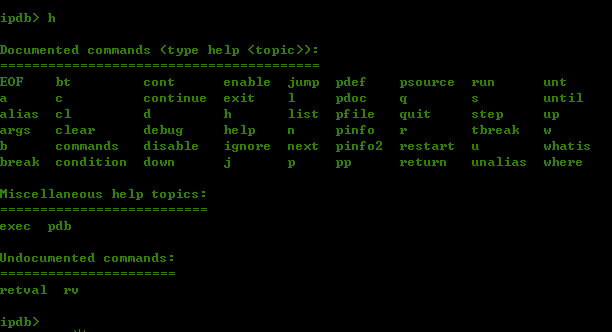 ipdb> h
Documented commands (type help <topic>):
========================================
EOF    bt         cont      enable  jump  pdef    psource  run      unt
a      c          continue  exit    l     pdoc    q        s        until
alias  cl         d         h       list  pfile   quit     step     up
args   clear      debug     help    n     pinfo   r        tbreak   w
b      commands   disable   ignore  next  pinfo2  restart  u        whatis
break  condition  down      j       p     pp      return   unalias  where
Miscellaneous help topics:
==========================
exec  pdb
Undocumented commands:
======================
retval  rv
ipdb>